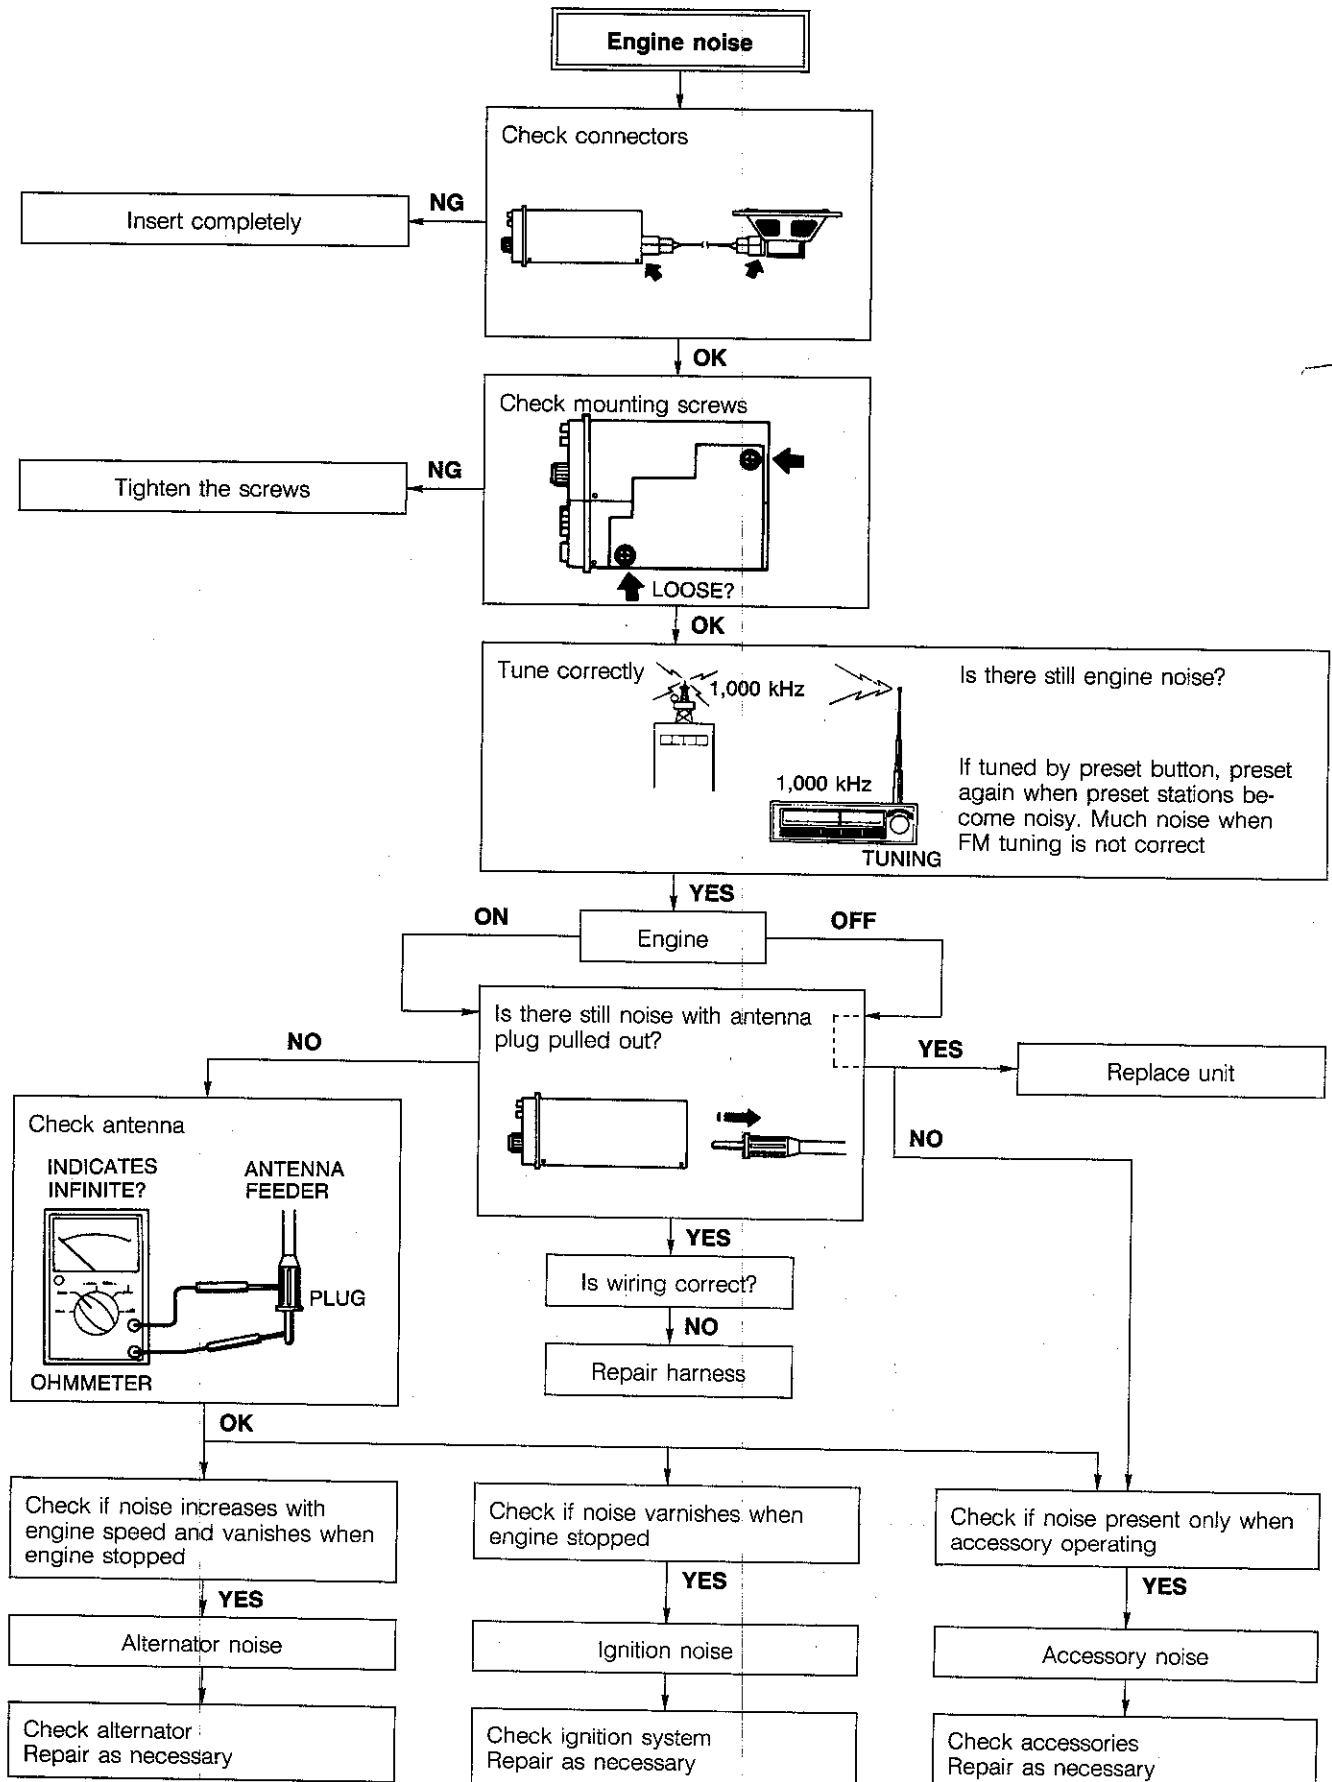 Engine noise
Check connectors
NG
Insert completely
OK
Check mounting screws
NG
Tighten the screws
LOOSE?
OK
Tune correctly
1,000 kHz
Is there still engine noise?
1,000 kHz
TUNING
If tuned by preset button, preset
again when preset stations be-
come noisy. Much noise when
FM tuning is not correct
YES
ON
Engine
OFF
Is there still noise with antenna
plug pulled out?
NO
YES
Replace unit
NO
Check antenna
INDICATES
INFINITE?
ANTENNA
FEEDER
PLUG
OHMMETER
YES
Is wiring correct?
NO
Repair harness
OK
Check if noise increases with
engine speed and vanishes when
engine stopped
YES
Alternator noise
Check alternator
Repair as necessary
Check if noise varnishes when
engine stopped
YES
Ignition noise
Check ignition system
Repair as necessary
Check if noise present only when
accessory operating
YES
Accessory noise
Check accessories
Repair as necessary